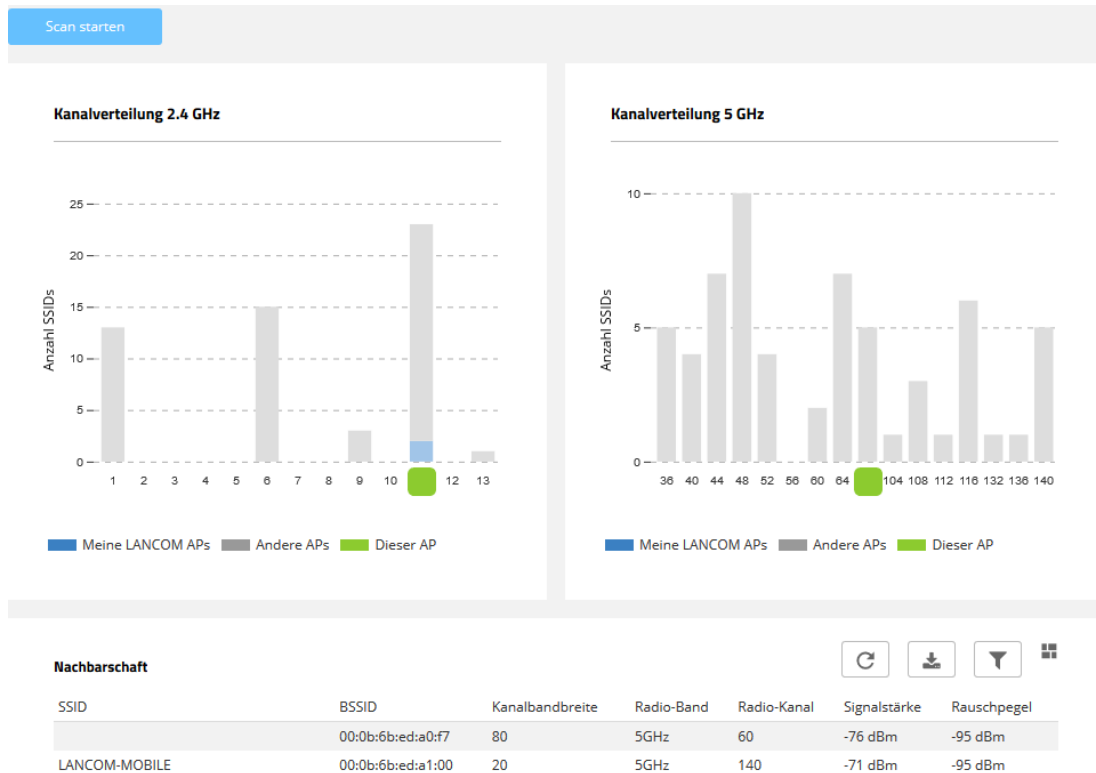 Scan starten
Kanalverteilung 2.4 GHz
25
20
15
10
5
0
Anzahl SSIDs
1 2 3 4 5 6 7 8 9 10 12 13
Meine LANCOM APs Andere APs Dieser AP
Kanalverteilung 5 GHz
10
5
0
Anzahl SSIDs
36 40 44 48 52 56 60 64 104 108 112 116 132 136 140
Meine LANCOM APs Andere APs Dieser AP
Nachbarschaft
SSID BSSID Kanalbandbreite Radio-Band Radio-Kanal Signalstärke Rauschpegel
00:0b:6b:ed:a0:f7 80 5GHz 60 -76 dBm -95 dBm
LANCOM-MOBILE 00:0b:6b:ed:a1:00 20 5GHz 140 -71 dBm -95 dBm